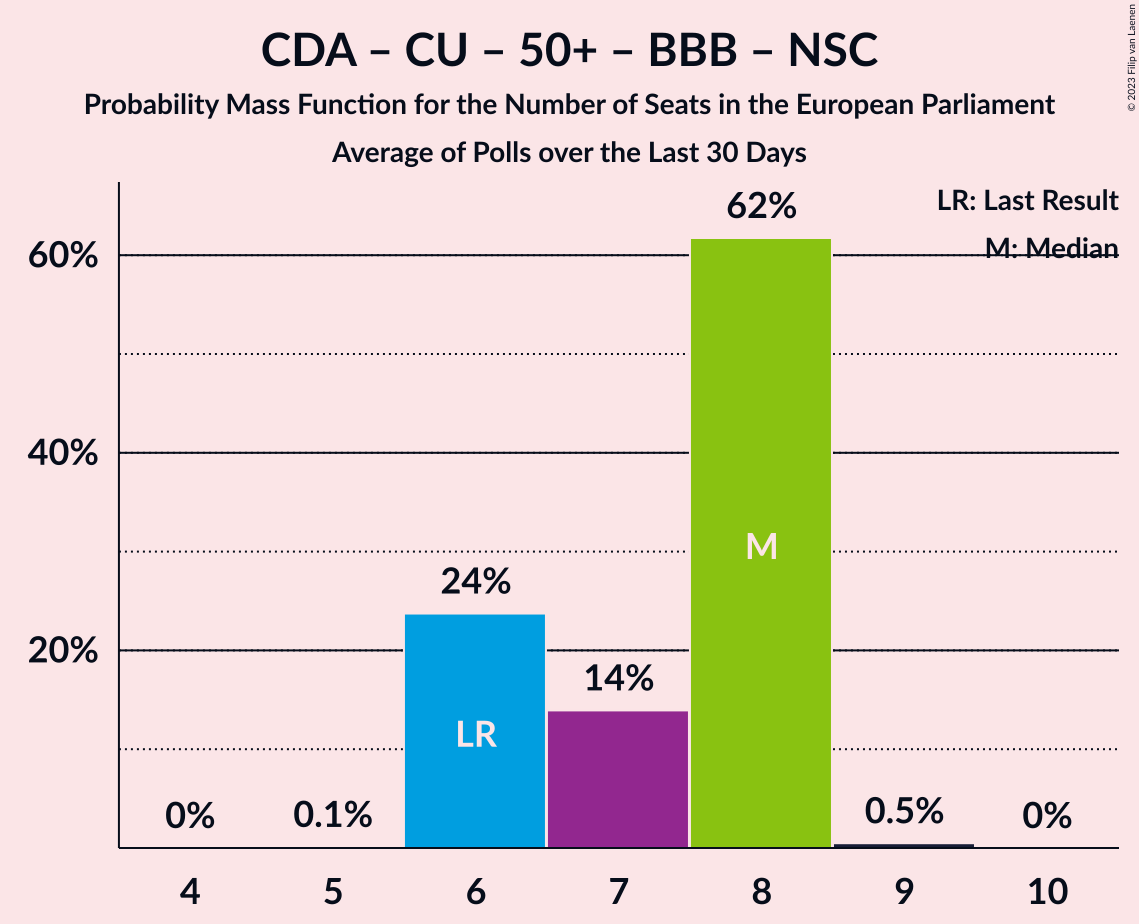 CDA – CU – 50+ – BBB – NSC
Probability Mass Function for the Number of Seats in the European Parliament
Average of Polls over the Last 30 Days
© 2023 Filip van Laenen
LR: Last Result
M: Median
60%
40%
20%
0%
0.1%
24%
14%
62%
0.5%
0%
LR
M
4
5
6
7
8
9
10